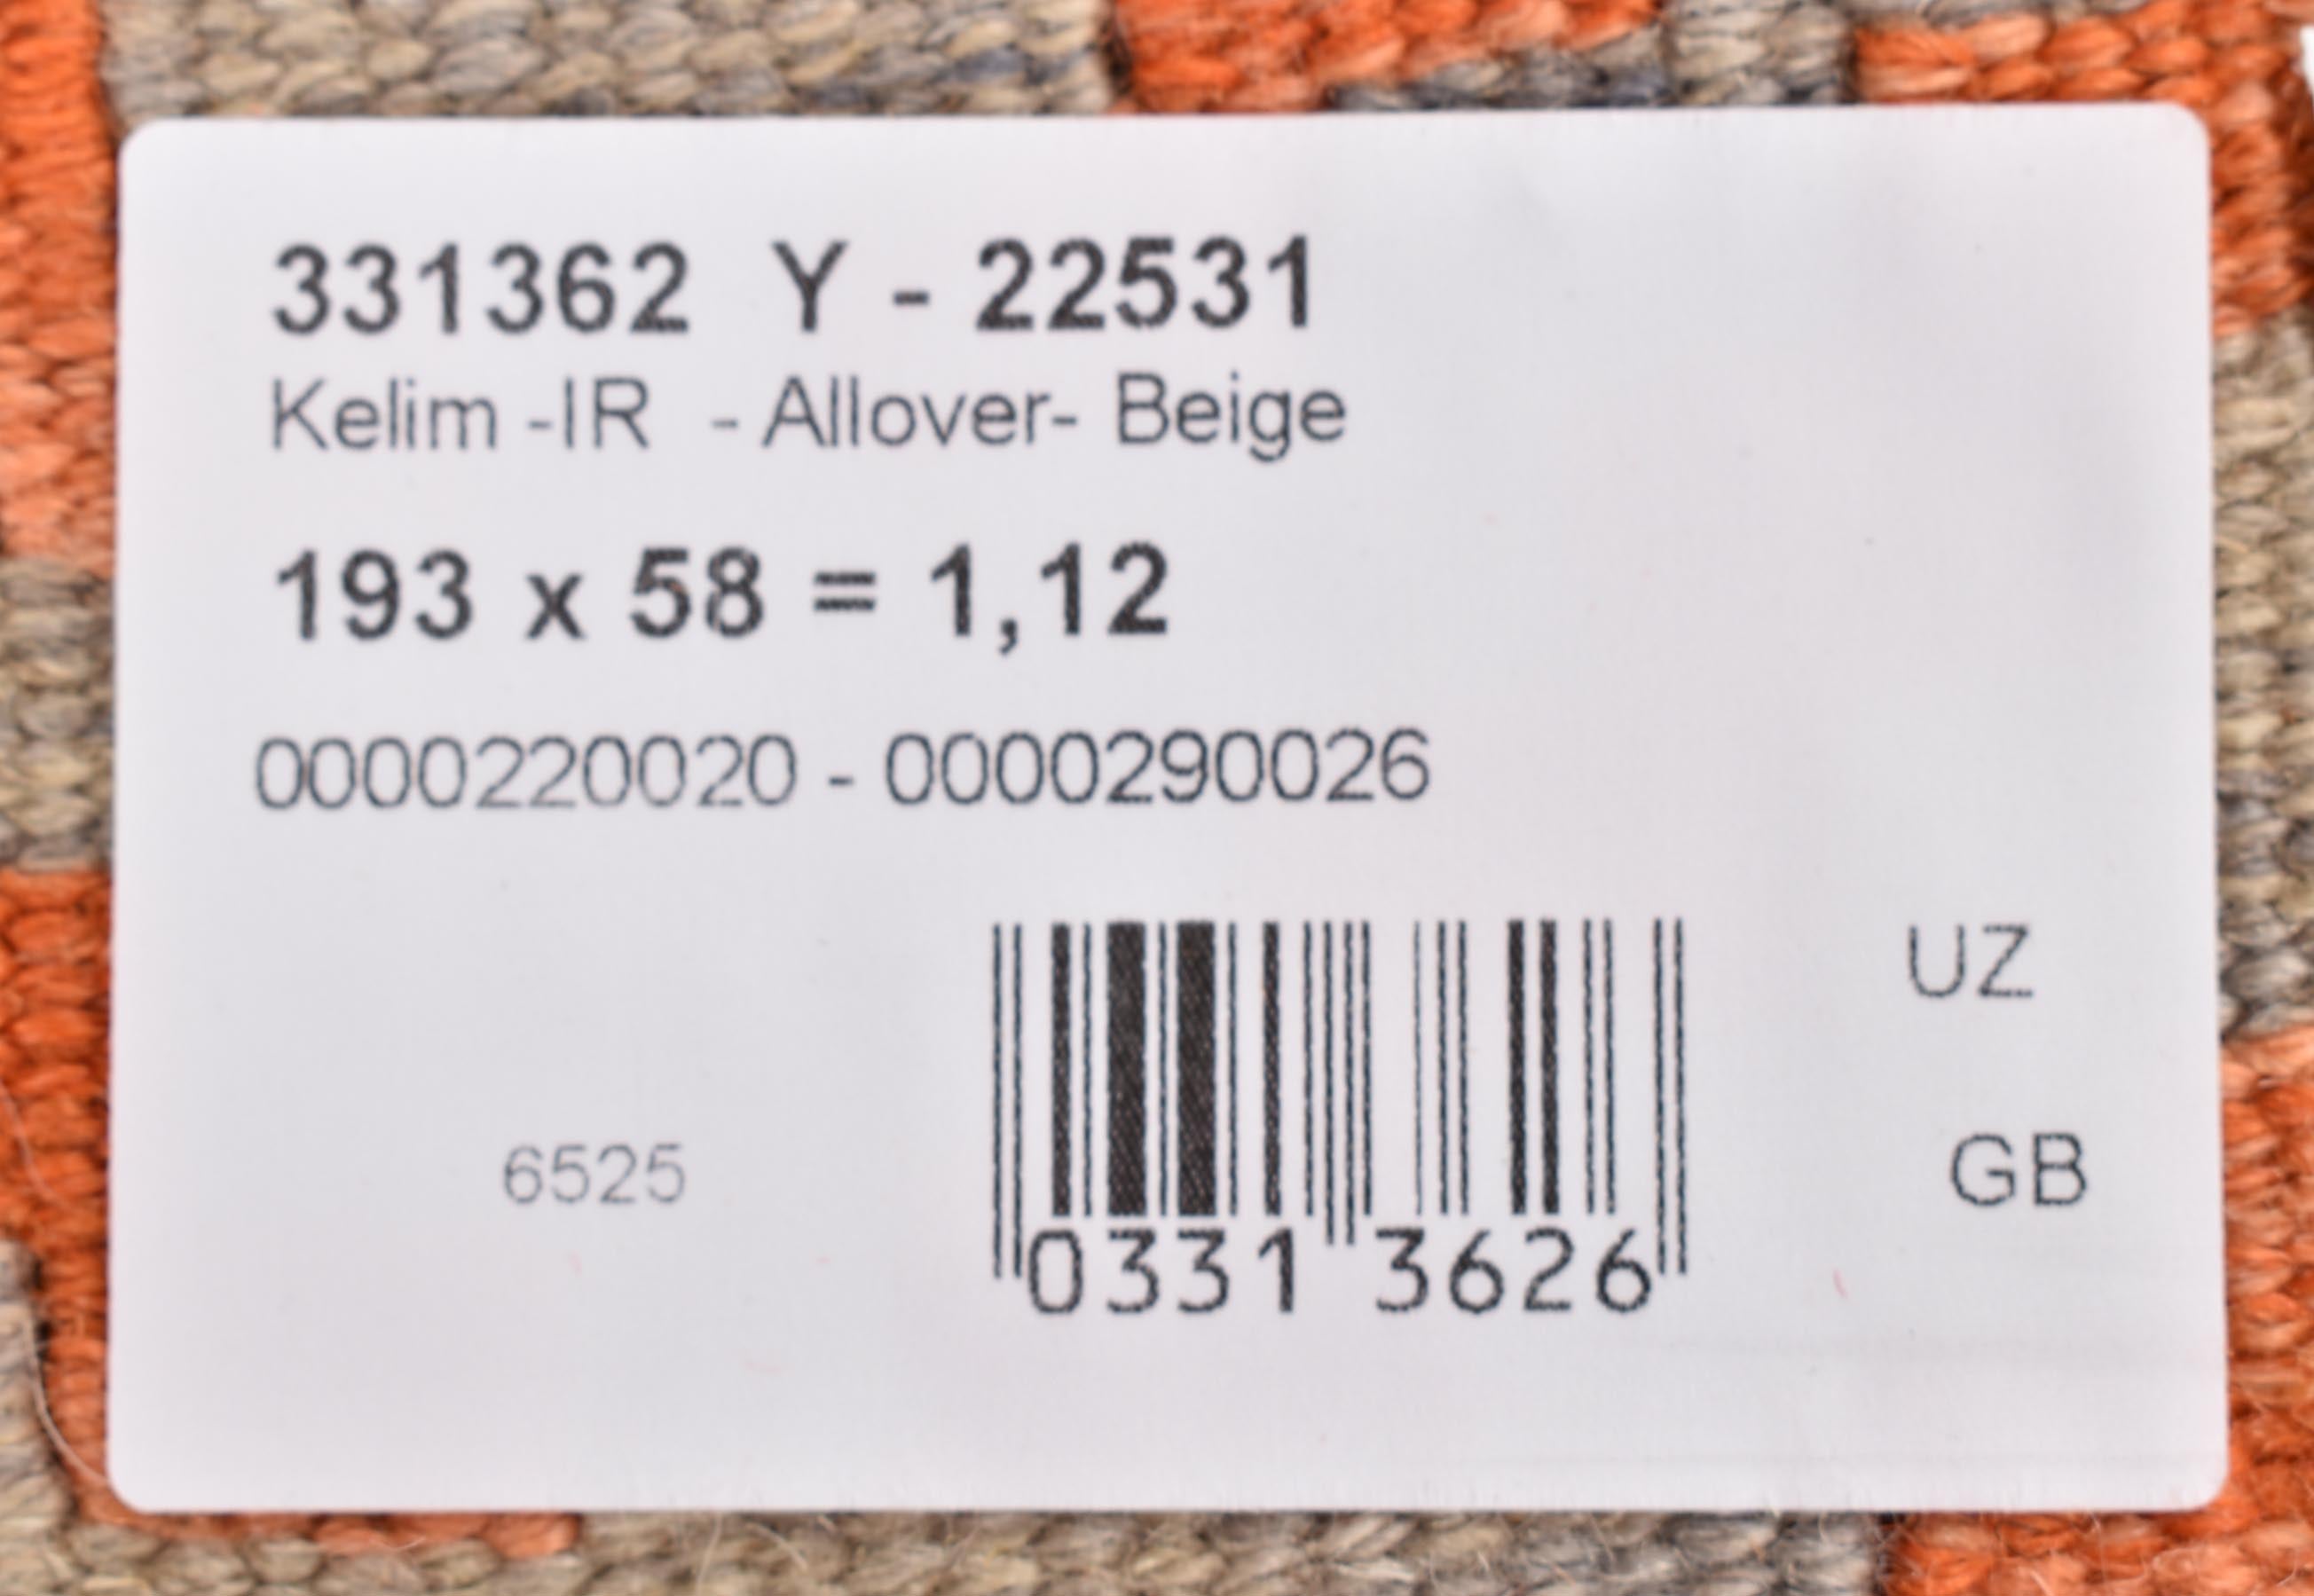 331362 Y - 22531
Kelim -IR - Allover- Beige
193 x 58 = 1,12
0000220020 - 0000290026
UZ
6525
GB
0331 3626